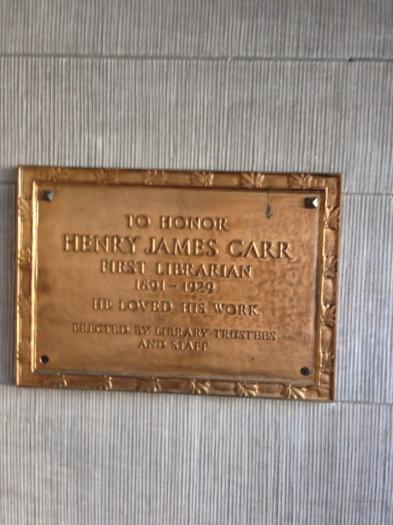 TO HONOR
HENRY JAMES CARR
FIRST LIBRARIAN
1891-1929
HE LOVED HIS WORK
ERECTED BY LIBRARY TRUSTEES
AND STAFF